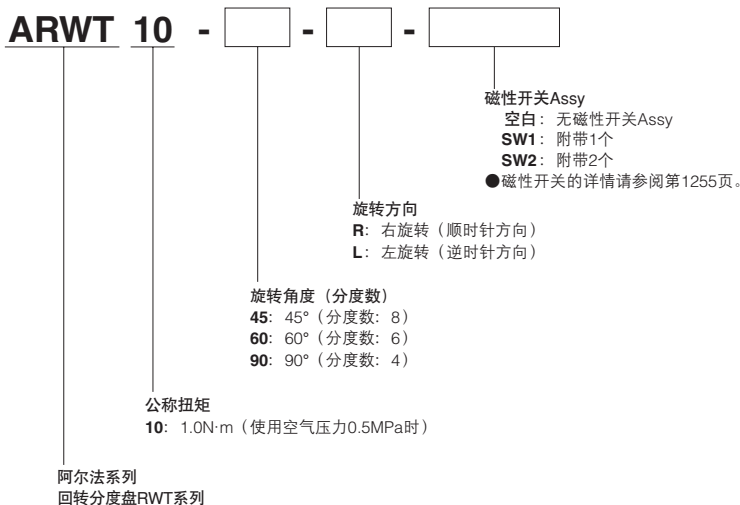 ARWT 10 - - -
磁性开关Assy
空白：无磁性开关Assy
SW1：附带1个
SW2：附带2个
●磁性开关的详情请参阅第1255页。
旋转方向
R：右旋转（顺时针方向）
L：左旋转（逆时针方向）
旋转角度（分度数）
45：45°（分度数：8）
60：60°（分度数：6）
90：90°（分度数：4）
公称扭矩
10：1.0N·m（使用空气压力0.5MPa时）
阿尔法系列
回转分度盘RWT系列